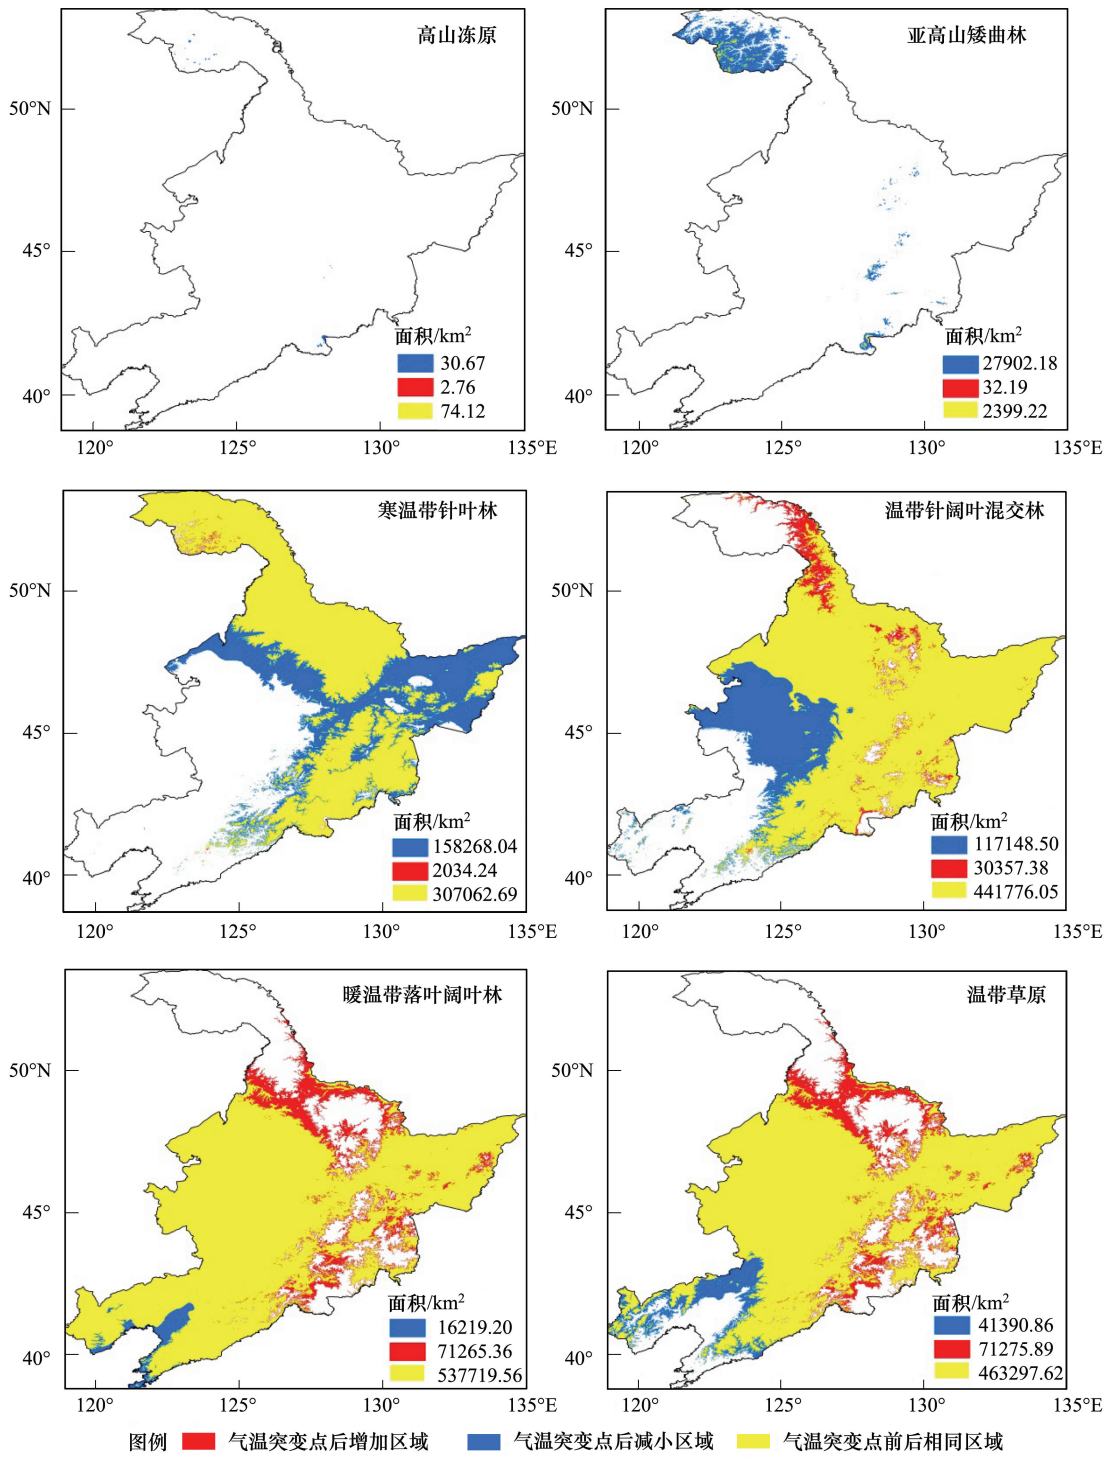 高山冻原
50°N
45°
40°
面积/km²
30.67
2.76
74.12
120°
125°
130°
135°E
亚高山矮曲林
50°N
45°
40°
面积/km²
27902.18
32.19
2399.22
120°
125°
130°
135°E
寒温带针叶林
50°N
45°
40°
面积/km²
158268.04
2034.24
307062.69
120°
125°
130°
135°E
温带针阔叶混交林
50°N
45°
40°
面积/km²
117148.50
30357.38
441776.05
120°
125°
130°
135°E
暖温带落叶阔叶林
50°N
45°
40°
面积/km²
16219.20
71265.36
537719.56
120°
125°
130°
135°E
温带草原
50°N
45°
40°
面积/km²
41390.86
71275.89
463297.62
120°
125°
130°
135°E
图例 气温突变点后增加区域 气温突变点后减小区域 气温突变点前后相同区域